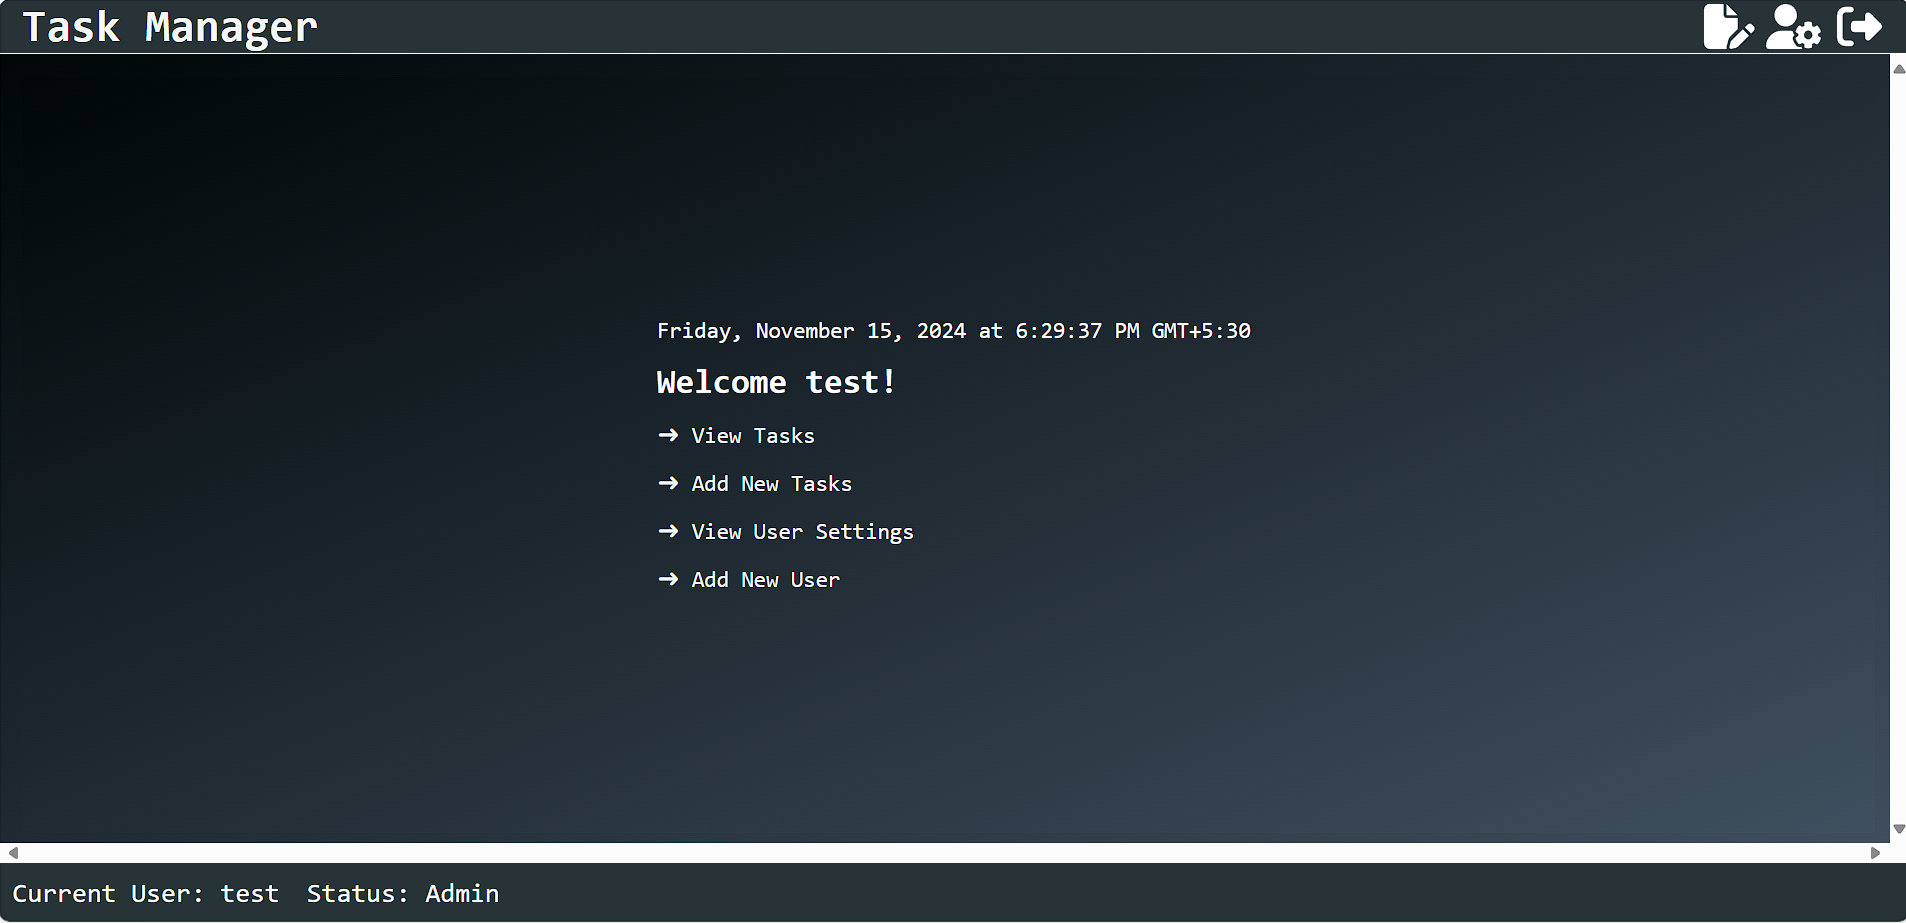 Task Manager
Friday, November 15, 2024 at 6:29:37 PM GMT+5:30
Welcome test!
➜ View Tasks
➜ Add New Tasks
➜ View User Settings
➜ Add New User
Current User: test Status: Admin